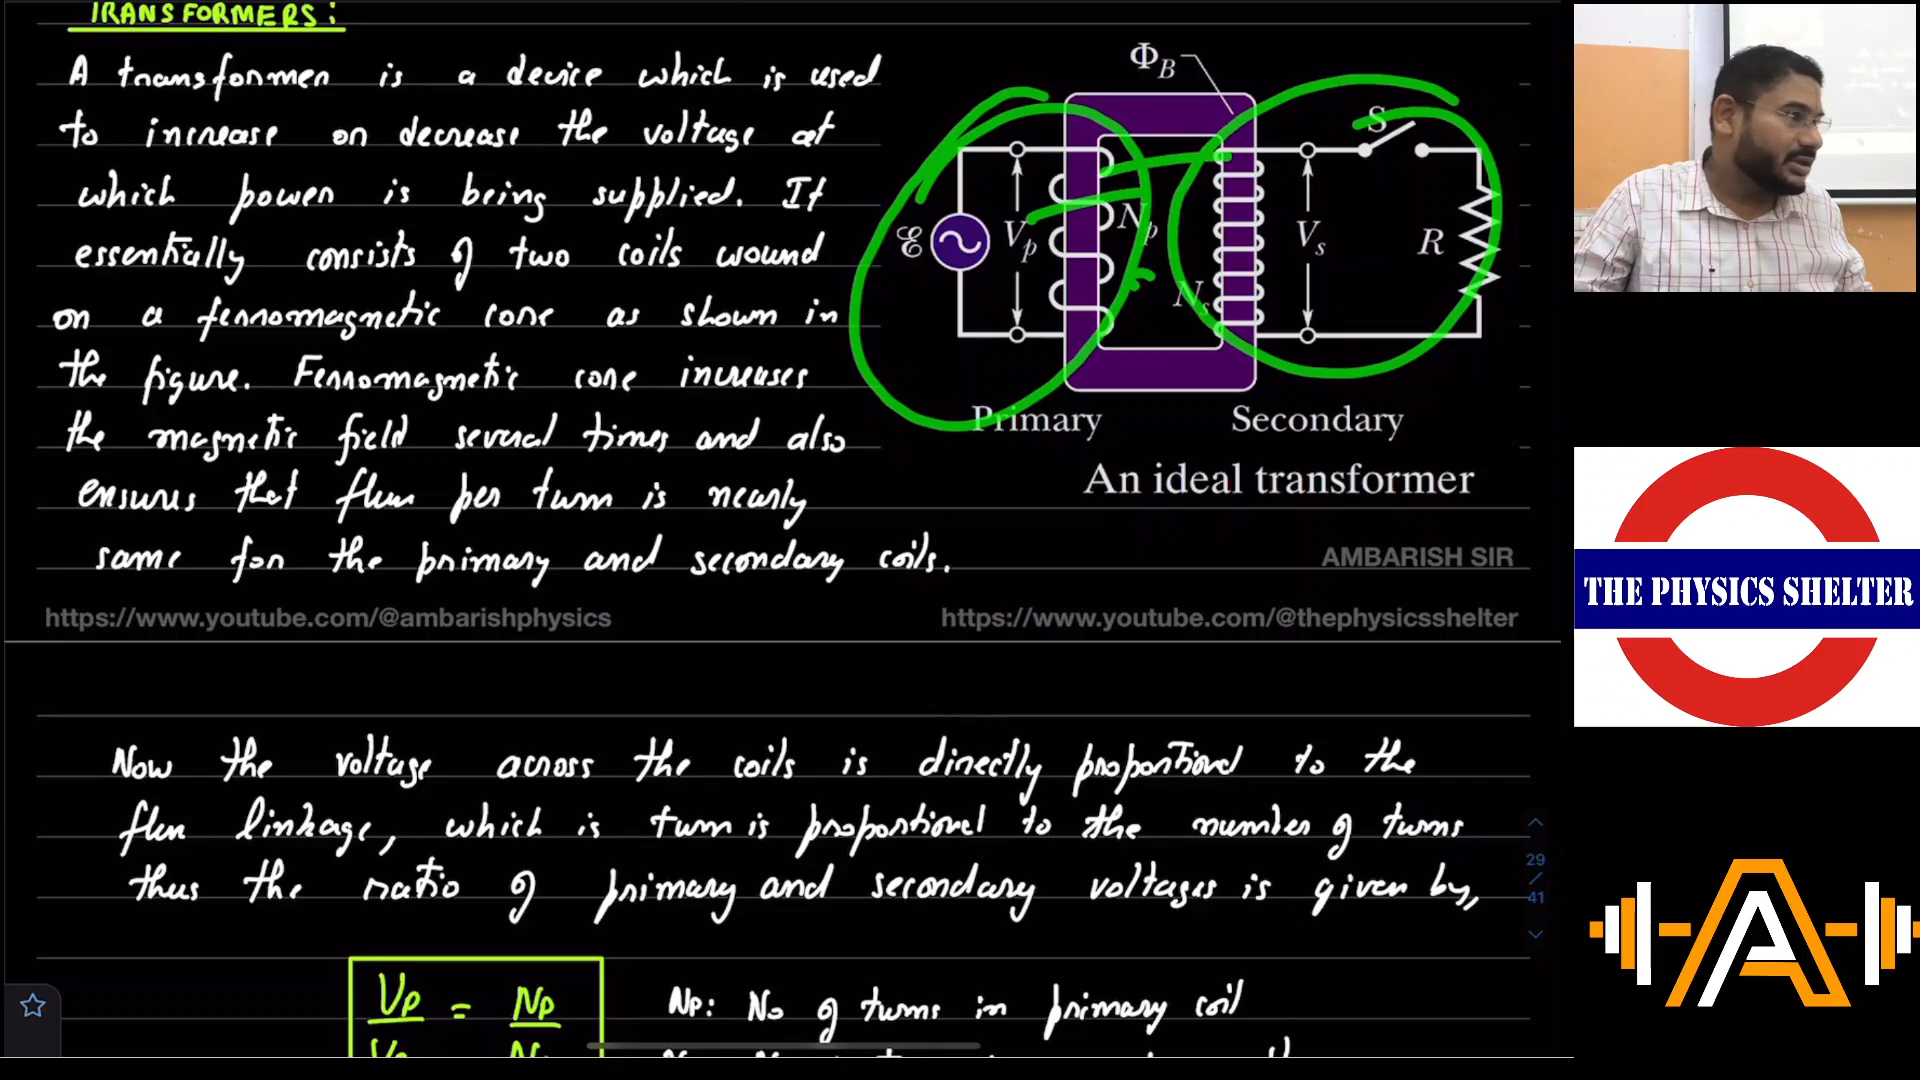 TRANSFORMERS:
A transformer is a device which is used
to increase or decrease the voltage at
which power is being supplied. It
essentially consists of two coils wound
on a ferromagnetic core as shown in
the figure. Ferromagnetic core increases
the magnetic field several times and also
ensures that flux per turn is nearly
same for the primary and secondary coils.
Φ_B
S
ℰ
V_p
N_p
N_s
V_s
R
Primary
Secondary
An ideal transformer
AMBARISH SIR
https://www.youtube.com/@ambarishphysics
https://www.youtube.com/@thephysicsshelter
THE PHYSICS SHELTER
Now the voltage across the coils is directly proportional to the
flux linkage, which is turn is proportional to the number of turns
thus the ratio of primary and secondary voltages is given by,
29
/
41
Vp = Np
Np: No of turns in primary coil
A